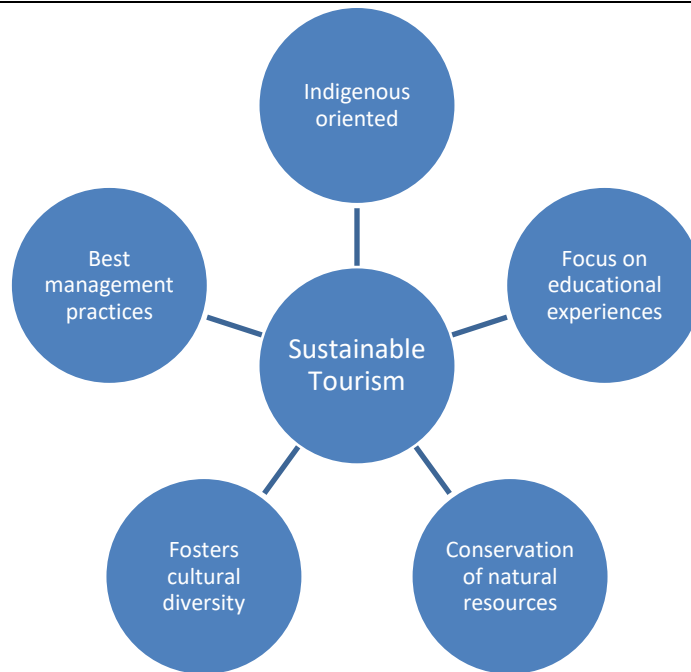 Indigenous
oriented
Best
management
practices
Focus on
educational
experiences
Sustainable
Tourism
Fosters
cultural
diversity
Conservation
of natural
resources